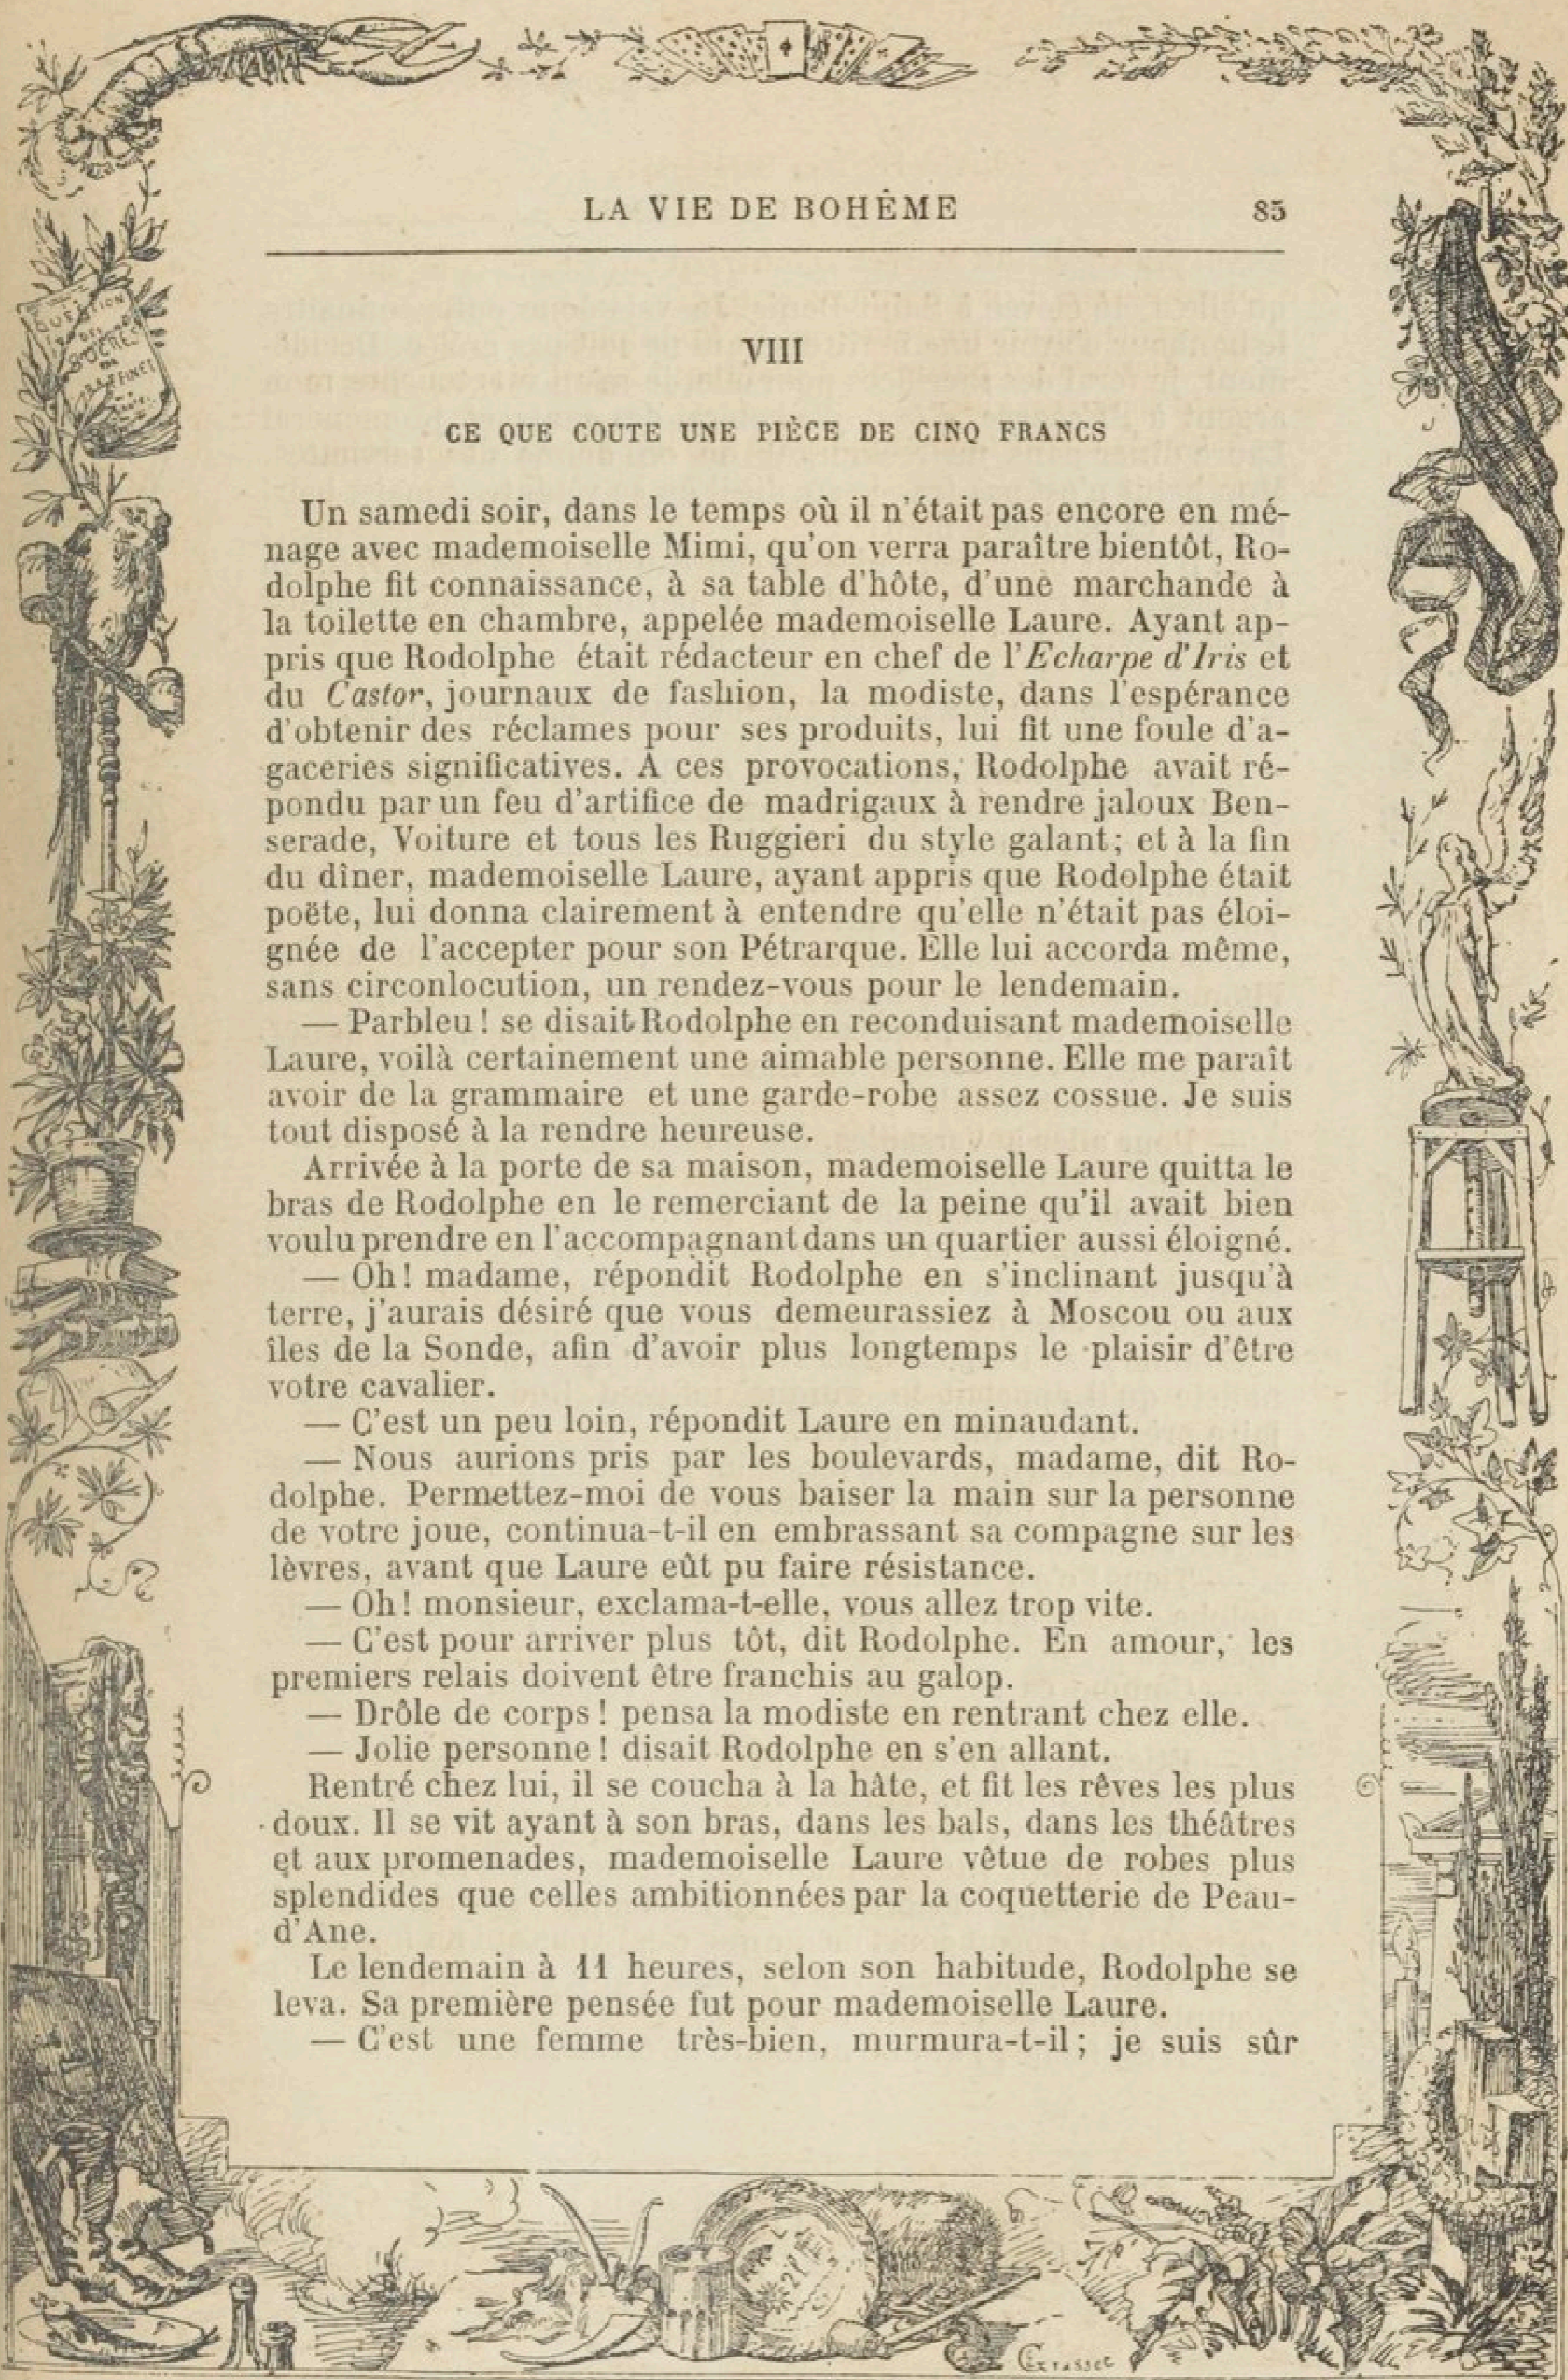 LA VIE DE BOHÈME 85
VIII
CE QUE COUTE UNE PIÈCE DE CINQ FRANCS
Un samedi soir, dans le temps où il n'était pas encore en mé-
nage avec mademoiselle Mimi, qu'on verra paraître bientôt, Ro-
dolphe fit connaissance, à sa table d'hôte, d'une marchande à
la toilette en chambre, appelée mademoiselle Laure. Ayant ap-
pris que Rodolphe était rédacteur en chef de l'Echarpe d'Iris et
du Castor, journaux de fashion, la modiste, dans l'espérance
d'obtenir des réclames pour ses produits, lui fit une foule d'a-
gaceries significatives. A ces provocations, Rodolphe avait ré-
pondu par un feu d'artifice de madrigaux à rendre jaloux Ben-
serade, Voiture et tous les Ruggieri du style galant; et à la fin
du dîner, mademoiselle Laure, ayant appris que Rodolphe était
poëte, lui donna clairement à entendre qu'elle n'était pas éloi-
gnée de l'accepter pour son Pétrarque. Elle lui accorda même,
sans circonlocution, un rendez-vous pour le lendemain.
— Parbleu! se disait Rodolphe en reconduisant mademoiselle
Laure, voilà certainement une aimable personne. Elle me paraît
avoir de la grammaire et une garde-robe assez cossue. Je suis
tout disposé à la rendre heureuse.
Arrivée à la porte de sa maison, mademoiselle Laure quitta le
bras de Rodolphe en le remerciant de la peine qu'il avait bien
voulu prendre en l'accompagnant dans un quartier aussi éloigné.
— Oh! madame, répondit Rodolphe en s'inclinant jusqu'à
terre, j'aurais désiré que vous demeurassiez à Moscou ou aux
îles de la Sonde, afin d'avoir plus longtemps le plaisir d'être
votre cavalier.
— C'est un peu loin, répondit Laure en minaudant.
— Nous aurions pris par les boulevards, madame, dit Ro-
dolphe. Permettez-moi de vous baiser la main sur la personne
de votre joue, continua-t-il en embrassant sa compagne sur les
lèvres, avant que Laure eût pu faire résistance.
— Oh! monsieur, exclama-t-elle, vous allez trop vite.
— C'est pour arriver plus tôt, dit Rodolphe. En amour, les
premiers relais doivent être franchis au galop.
— Drôle de corps! pensa la modiste en rentrant chez elle.
— Jolie personne! disait Rodolphe en s'en allant.
Rentré chez lui, il se coucha à la hâte, et fit les rêves les plus
doux. Il se vit ayant à son bras, dans les bals, dans les théâtres
et aux promenades, mademoiselle Laure vêtue de robes plus
splendides que celles ambitionnées par la coquetterie de Peau-
d'Ane.
Le lendemain à 11 heures, selon son habitude, Rodolphe se
leva. Sa première pensée fut pour mademoiselle Laure.
— C'est une femme très-bien, murmura-t-il; je suis sûr
QUESTION
DES
SUCRES
RAFFINEI
Grasset